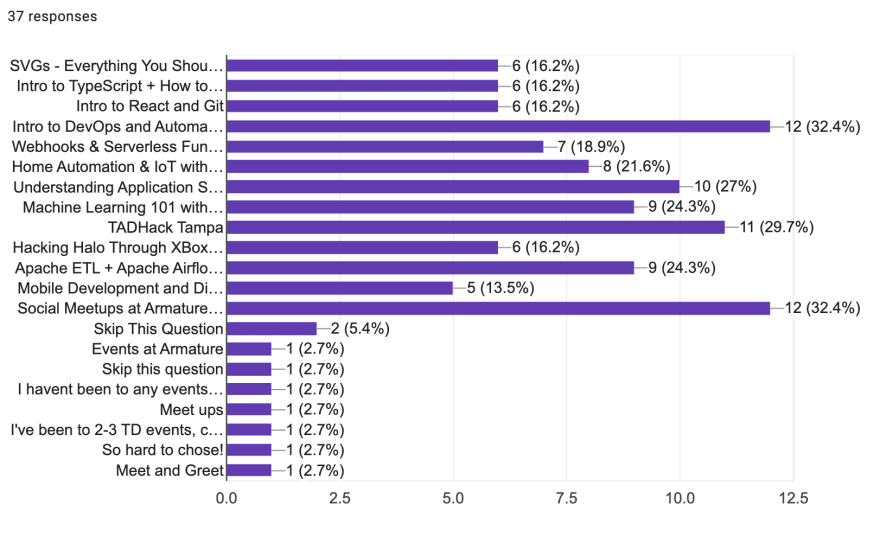 37 responses
SVGs - Everything You Shou…
6 (16.2%)
Intro to TypeScript + How to…
6 (16.2%)
Intro to React and Git
6 (16.2%)
Intro to DevOps and Automa…
12 (32.4%)
Webhooks & Serverless Fun…
7 (18.9%)
Home Automation & IoT with…
8 (21.6%)
Understanding Application S…
10 (27%)
Machine Learning 101 with…
9 (24.3%)
TADHack Tampa
11 (29.7%)
Hacking Halo Through XBox…
6 (16.2%)
Apache ETL + Apache Airflo…
9 (24.3%)
Mobile Development and Di…
5 (13.5%)
Social Meetups at Armature…
12 (32.4%)
Skip This Question
2 (5.4%)
Events at Armature
1 (2.7%)
Skip this question
1 (2.7%)
I havent been to any events…
1 (2.7%)
Meet ups
1 (2.7%)
I've been to 2-3 TD events, c…
1 (2.7%)
So hard to chose!
1 (2.7%)
Meet and Greet
1 (2.7%)
0.0 2.5 5.0 7.5 10.0 12.5